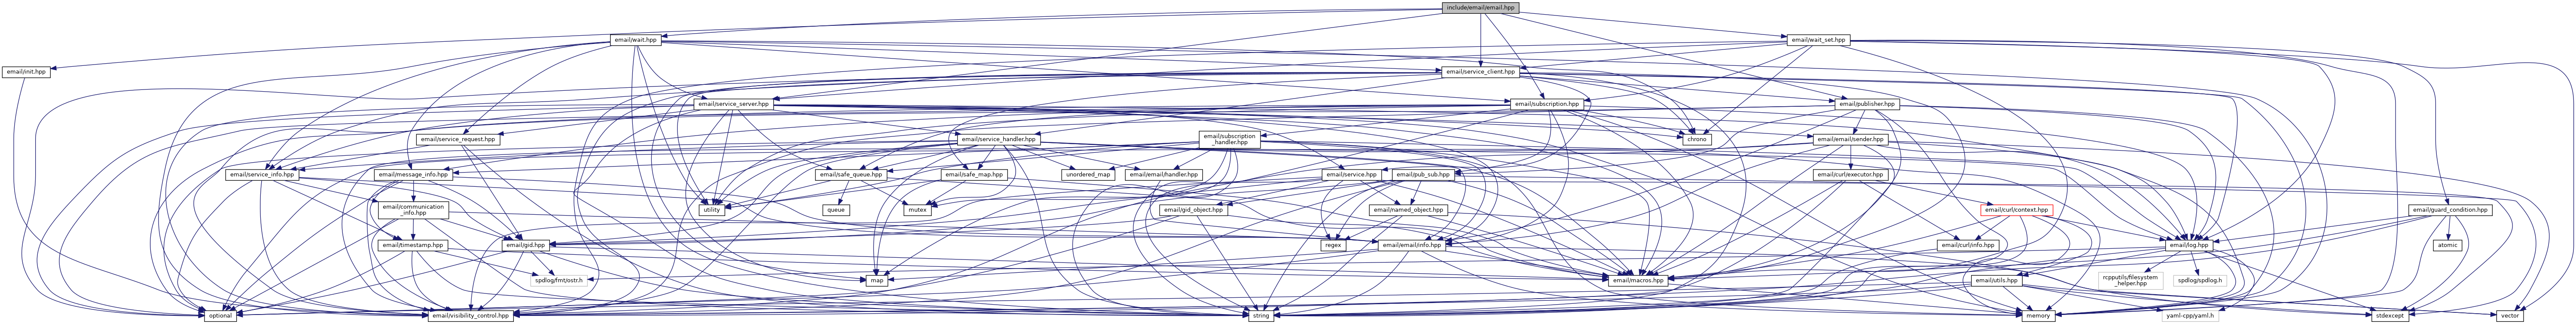 include/email/email.hpp
email/wait.hpp
email/wait_set.hpp
email/init.hpp
email/service_client.hpp
email/service_server.hpp
email/subscription.hpp
email/publisher.hpp
email/service_request.hpp
email/service_handler.hpp
email/subscription
_handler.hpp
chrono
email/email/sender.hpp
email/service_info.hpp
email/message_info.hpp
unordered_map
email/email/handler.hpp
email/safe_queue.hpp
email/safe_map.hpp
email/service.hpp
email/pub_sub.hpp
email/curl/executor.hpp
email/communication
_info.hpp
utility
queue
mutex
email/gid_object.hpp
email/named_object.hpp
email/curl/context.hpp
email/guard_condition.hpp
email/timestamp.hpp
email/gid.hpp
regex
email/email/info.hpp
email/curl/info.hpp
email/log.hpp
atomic
spdlog/fmt/ostr.h
map
email/macros.hpp
email/utils.hpp
rcpputils/filesystem
_helper.hpp
spdlog/spdlog.h
optional
email/visibility_control.hpp
string
memory
yaml-cpp/yaml.h
stdexcept
vector